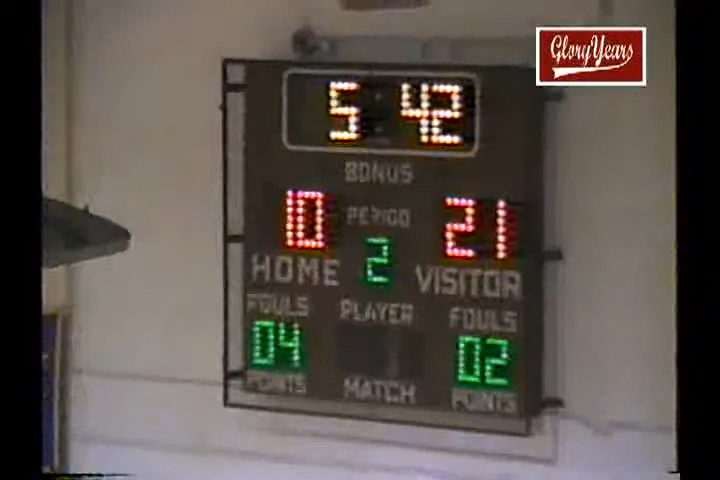 GloryYears
5:42
BONUS
10 PERIOD 21
HOME 2 VISITOR
FOULS PLAYER FOULS
04 02
POINTS MATCH POINTS